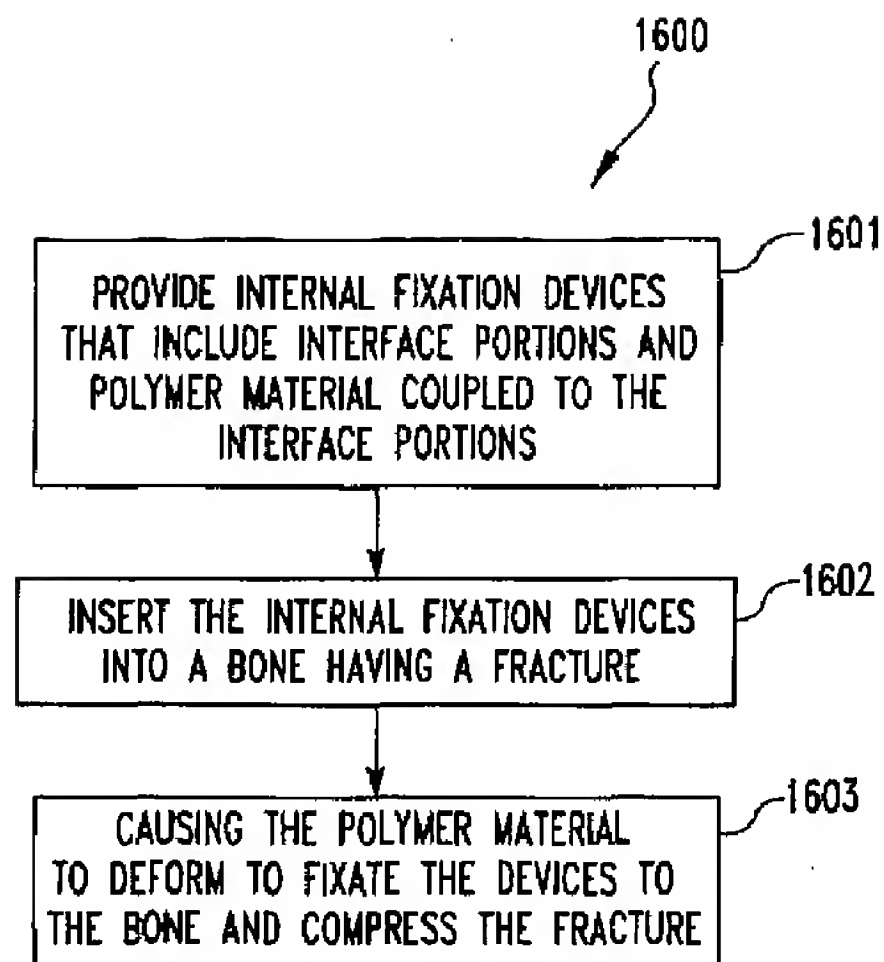 1600
1601
PROVIDE INTERNAL FIXATION DEVICES
THAT INCLUDE INTERFACE PORTIONS AND
POLYMER MATERIAL COUPLED TO THE
INTERFACE PORTIONS
1602
INSERT THE INTERNAL FIXATION DEVICES
INTO A BONE HAVING A FRACTURE
1603
CAUSING THE POLYMER MATERIAL
TO DEFORM TO FIXATE THE DEVICES TO
THE BONE AND COMPRESS THE FRACTURE